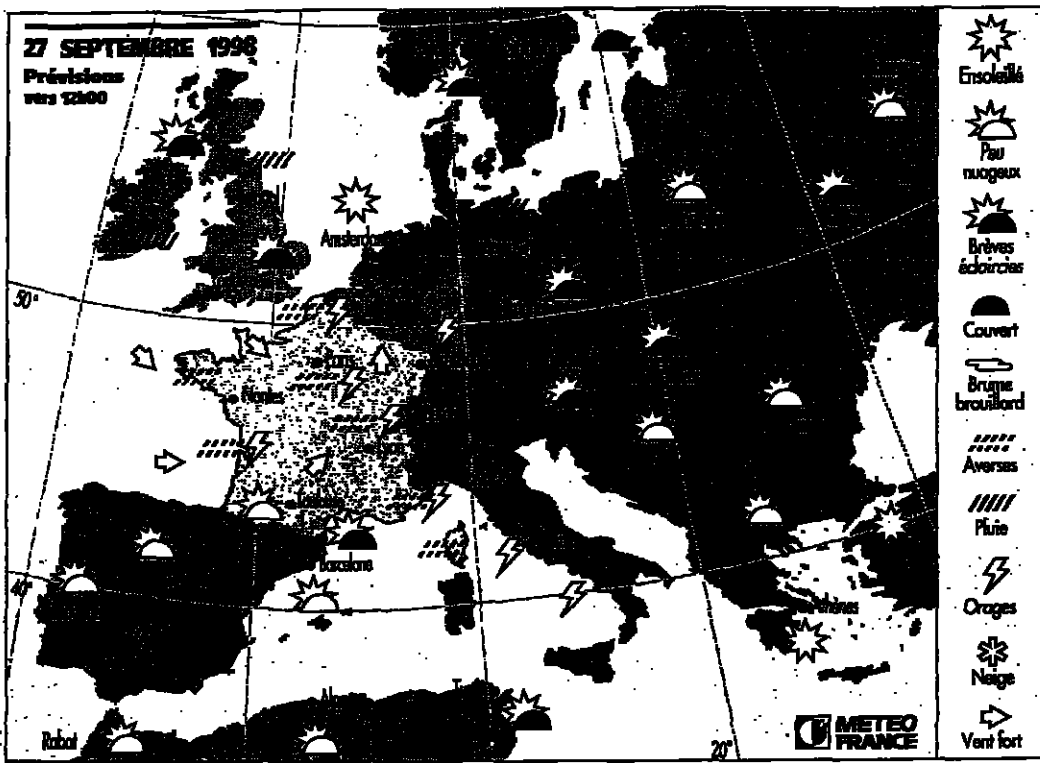 27 SEPTEMBRE 1998
Prévisions
vers 12h00
Amsterdam
50°
Paris
Nantes
Barcelone
40°
Athènes
Rabat
20°
METEO
FRANCE
Ensoleillé
Peu
nuageux
Brèves
éclaircies
Couvert
Brume
brouillard
Averses
Pluie
Orages
Neige
Vent fort